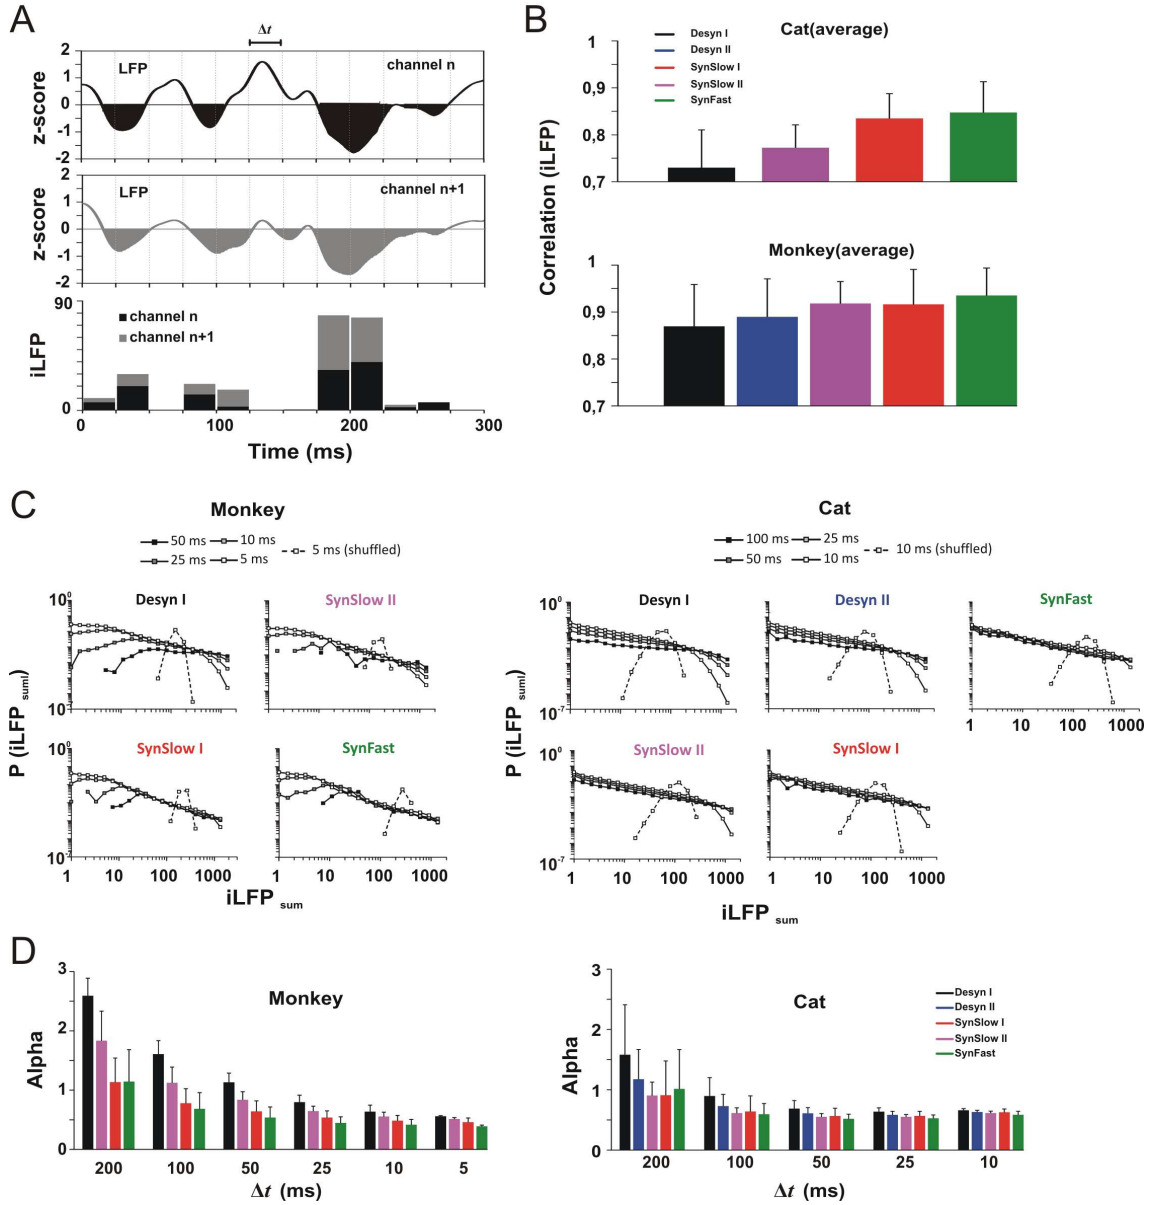 A
Δt
2
1
0
-1
-2
z-score
LFP
channel n
2
1
0
-1
-2
z-score
LFP
channel n+1
90
0
iLFP
channel n
channel n+1
0
100
200
300
Time (ms)
B
Correlation (iLFP)
Cat(average)
Desyn I
Desyn II
SynSlow I
SynSlow II
SynFast
1
0,9
0,8
0,7
Monkey(average)
1
0,9
0,8
0,7
C
Monkey
50 ms
10 ms
25 ms
5 ms
5 ms (shuffled)
P (iLFP sum)
Desyn I
SynSlow II
10⁰
SynSlow I
SynFast
10⁰
1
10
100
1000
1
10
100
1000
iLFP sum
Cat
100 ms
25 ms
50 ms
10 ms
10 ms (shuffled)
P (iLFP sum)
Desyn I
Desyn II
SynFast
10⁰
10⁻⁷
1
10
100
1000
SynSlow II
SynSlow I
10⁰
10⁻⁷
1
10
100
1000
1
10
100
1000
iLFP sum
D
Monkey
Alpha
3
2
1
0
200
100
50
25
10
5
Δt (ms)
Cat
Alpha
3
2
1
0
Desyn I
Desyn II
SynSlow I
SynSlow II
SynFast
200
100
50
25
10
Δt (ms)